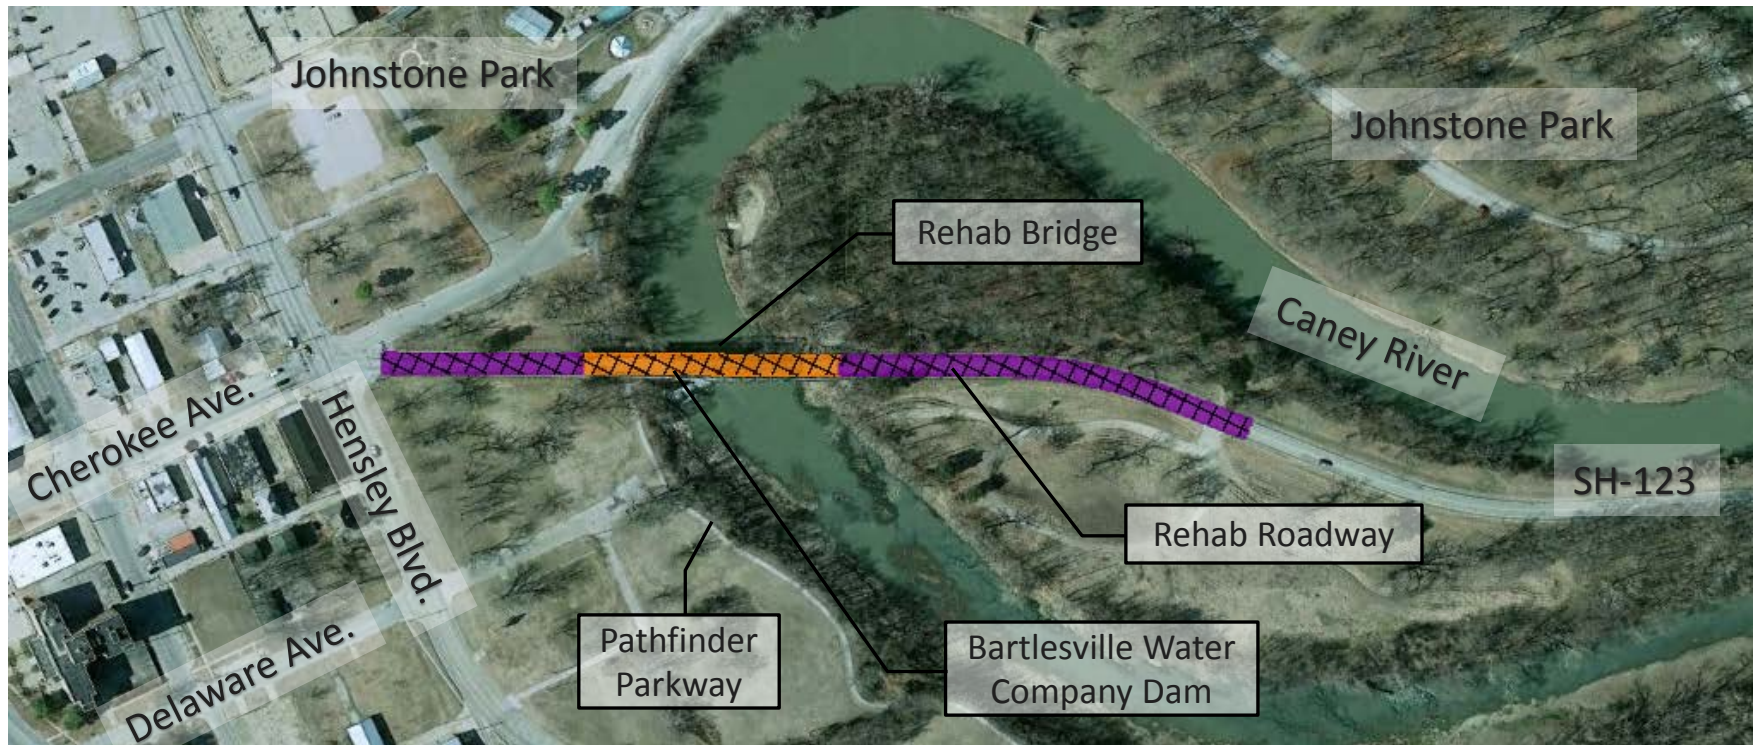 Johnstone Park
Johnstone Park
Rehab Bridge
Caney River
Cherokee Ave.
Hensley Blvd.
SH-123
Rehab Roadway
Pathfinder
Parkway
Bartlesville Water
Company Dam
Delaware Ave.